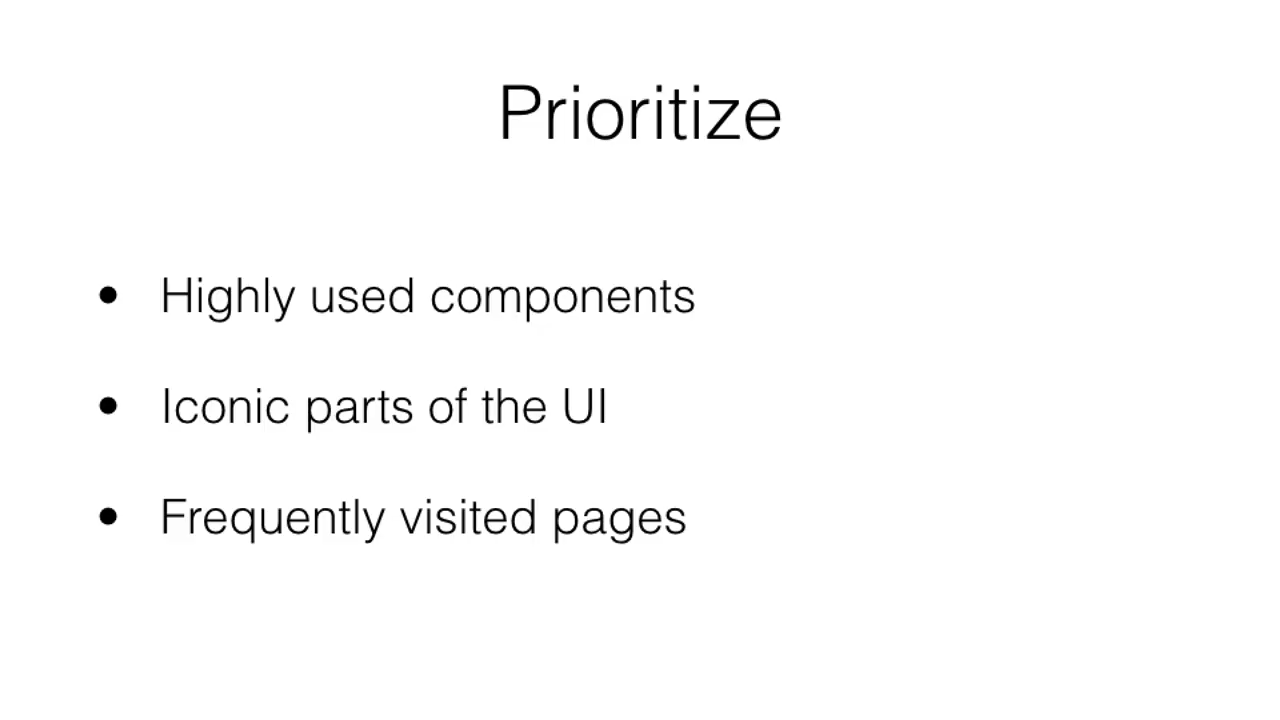 Prioritize
• Highly used components
• Iconic parts of the UI
• Frequently visited pages